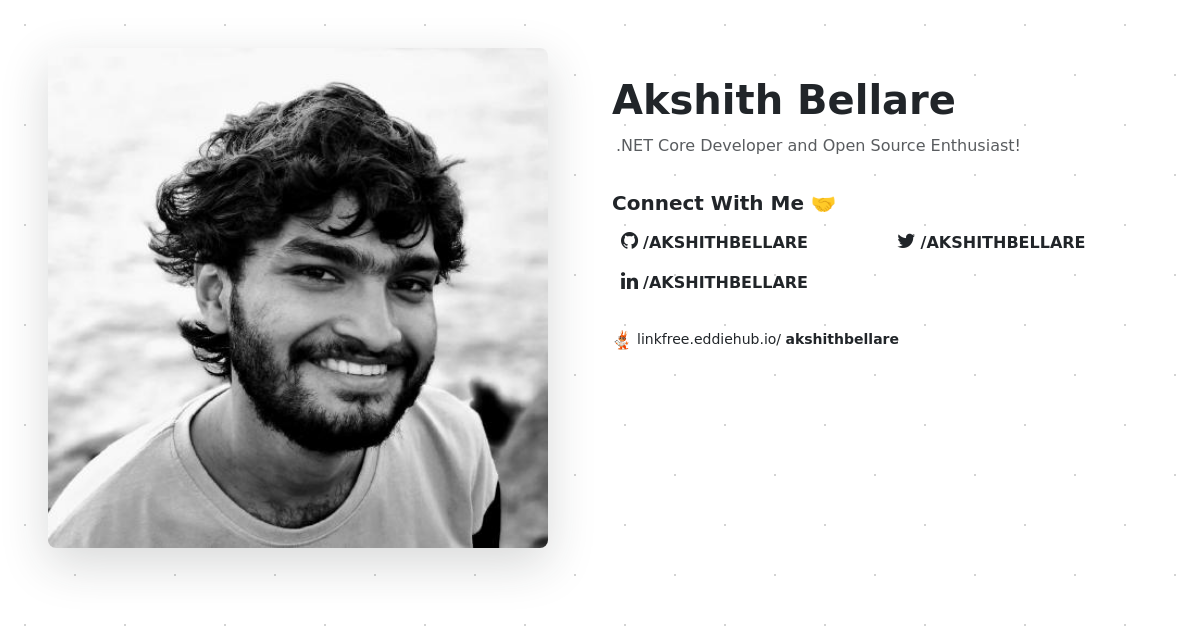 Akshith Bellare
.NET Core Developer and Open Source Enthusiast!
Connect With Me 🤝
/AKSHITHBELLARE
/AKSHITHBELLARE
/AKSHITHBELLARE
linkfree.eddiehub.io/ akshithbellare